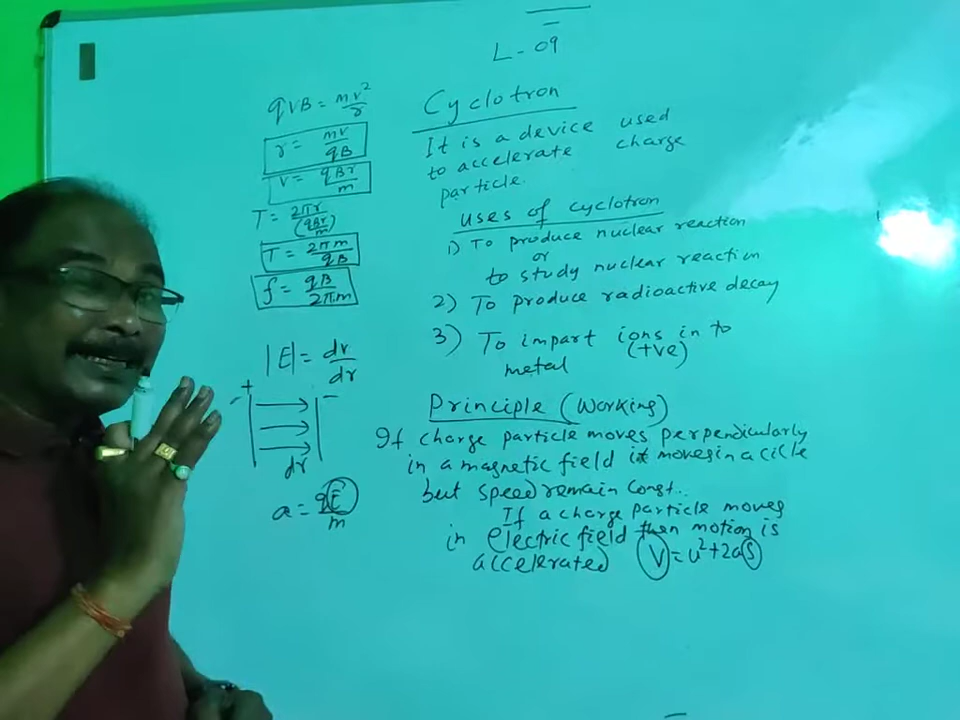 L - 09
qVB = mv²/r
r = mv/qB
V = qBr/m
T = 2πr/(qBr/m)
T = 2πm/qB
f = qB/2πm
|E| = dv/dr
+ -
dr
a = qE/m
Cyclotron
It is a device used
to accelerate charge
particle.
uses of cyclotron
1) To produce nuclear reaction
or
to study nuclear reaction
2) To produce radioactive decay
3) To impart ions in to
metal (+ve)
Principle (Working)
If charge particle moves perpendicularly
in a magnetic field it moves in a cicle
but speed remain const..
If a charge particle moves
in electric field then motion is
accelerated V = u²+2as